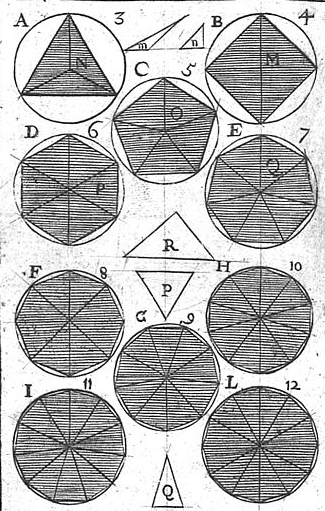 A 3 B 4
m n
N M
C 5
O
D 6 E 7
P Q
R
F 8 H 10
P
G 9
I 11 L 12
Q